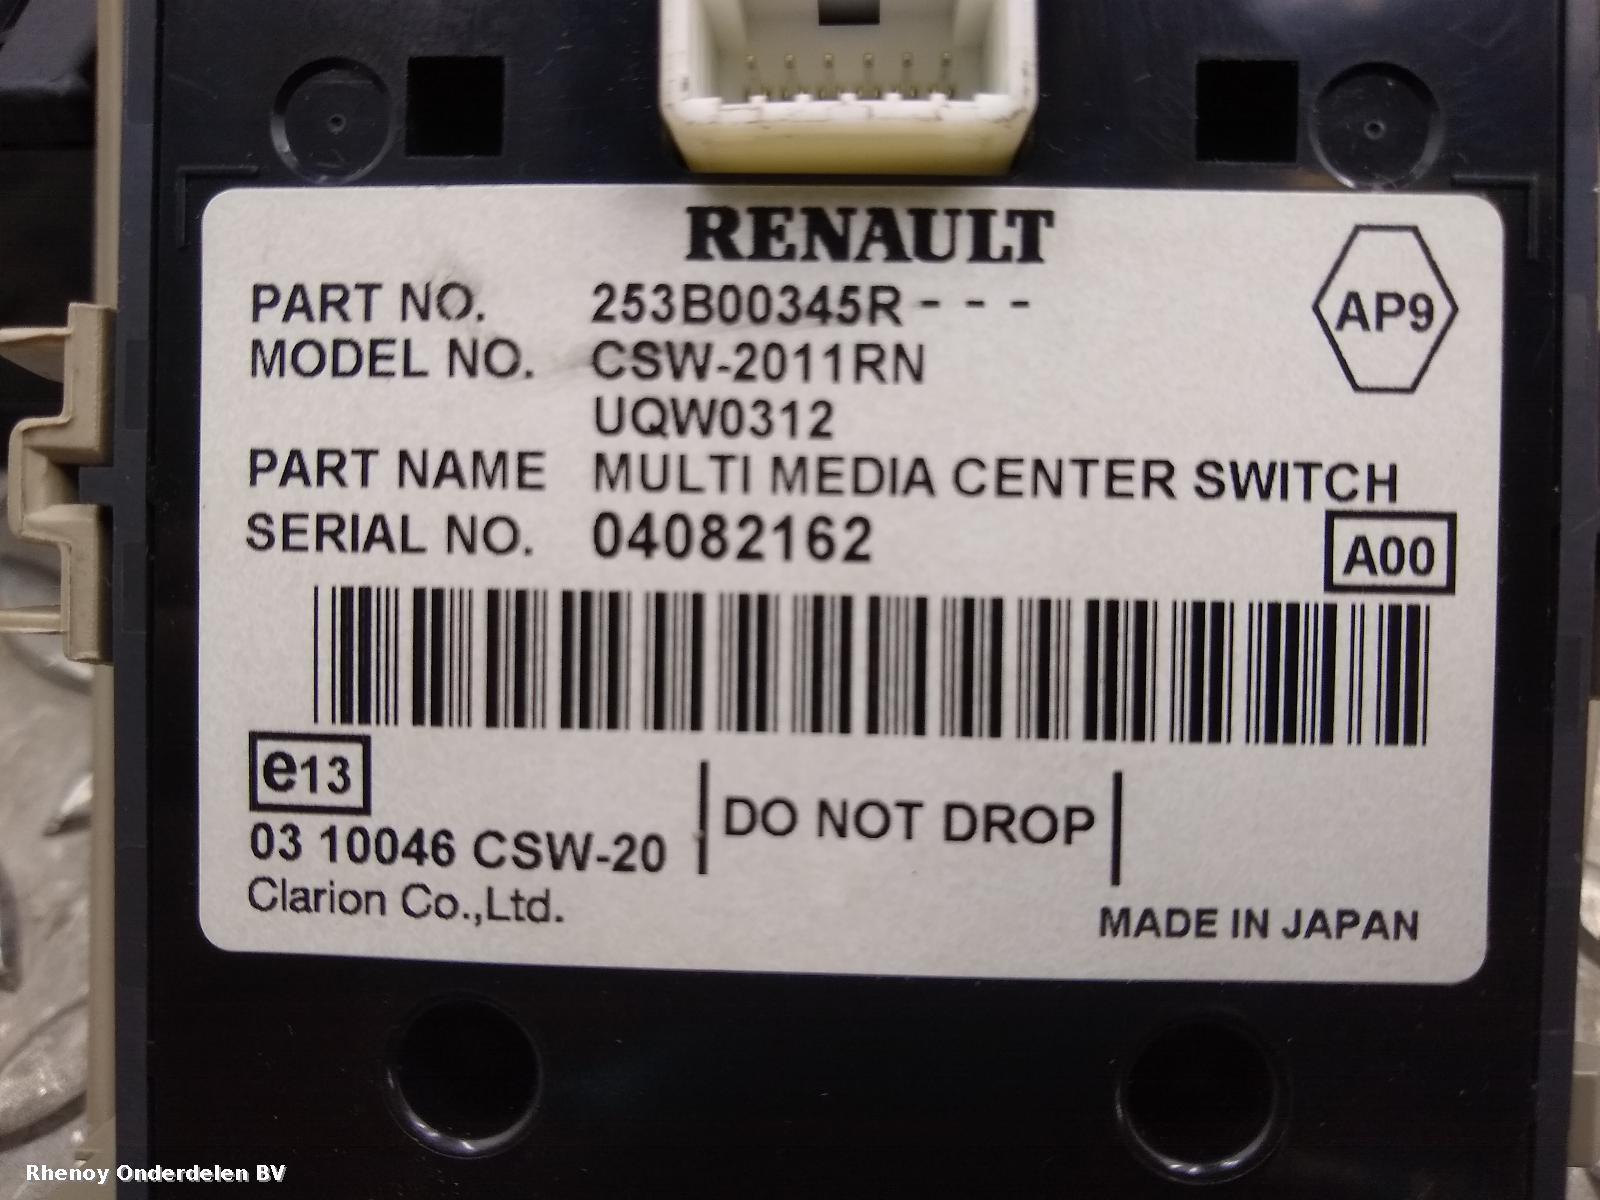 RENAULT
PART NO. 253B00345R - - -
AP9
MODEL NO. CSW-2011RN
UQW0312
PART NAME MULTI MEDIA CENTER SWITCH
SERIAL NO. 04082162
A00
e13
03 10046 CSW-20
DO NOT DROP
Clarion Co.,Ltd.
MADE IN JAPAN
Rhenoy Onderdelen BV